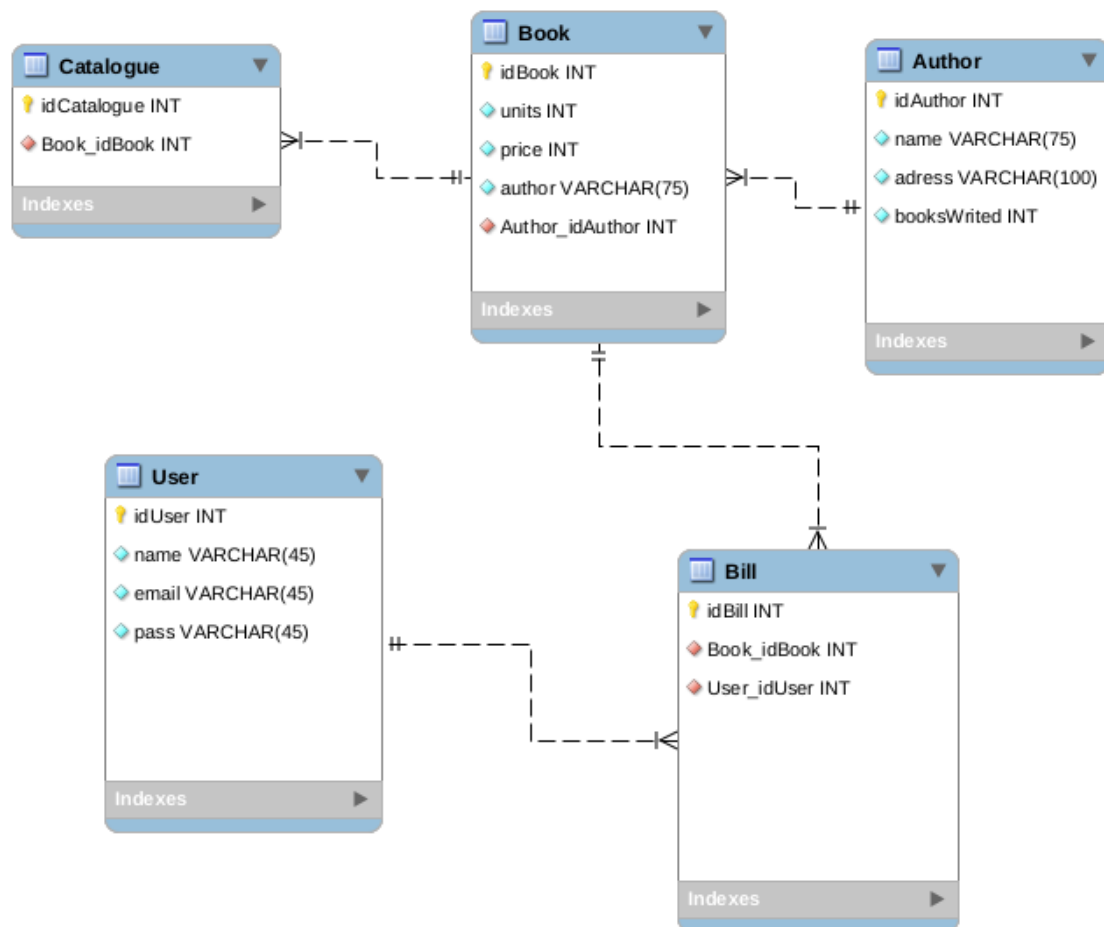 Catalogue
idCatalogue INT
Book_idBook INT
Indexes
Book
idBook INT
units INT
price INT
author VARCHAR(75)
Author_idAuthor INT
Indexes
Author
idAuthor INT
name VARCHAR(75)
adress VARCHAR(100)
booksWrited INT
Indexes
User
idUser INT
name VARCHAR(45)
email VARCHAR(45)
pass VARCHAR(45)
Indexes
Bill
idBill INT
Book_idBook INT
User_idUser INT
Indexes